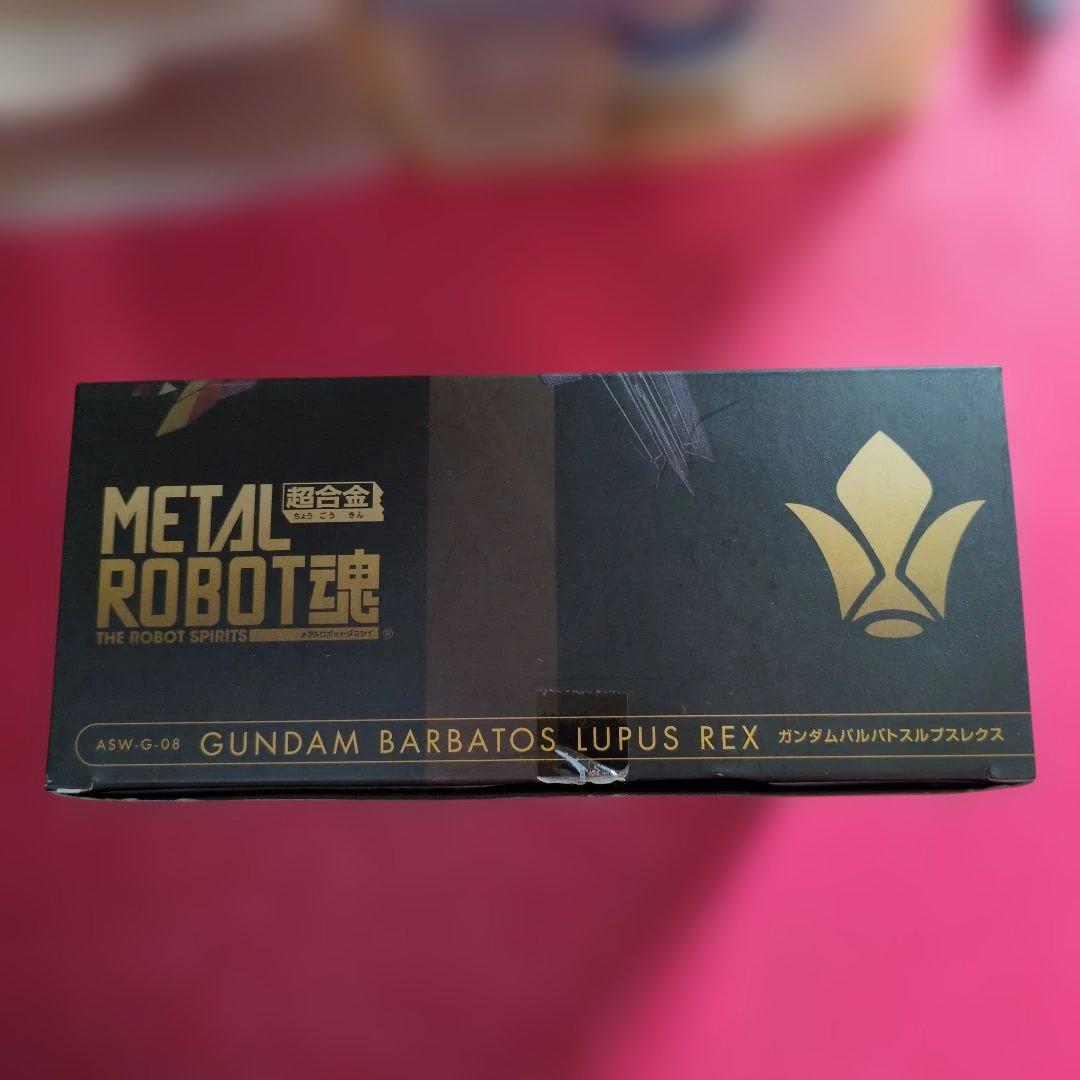 METAL 超合金
ちょう ごう きん
ROBOT魂
THE ROBOT SPIRITS メタルロボットダマシイ ®
ASW-G-08 GUNDAM BARBATOS LUPUS REX ガンダムバルバトスルプスレクス